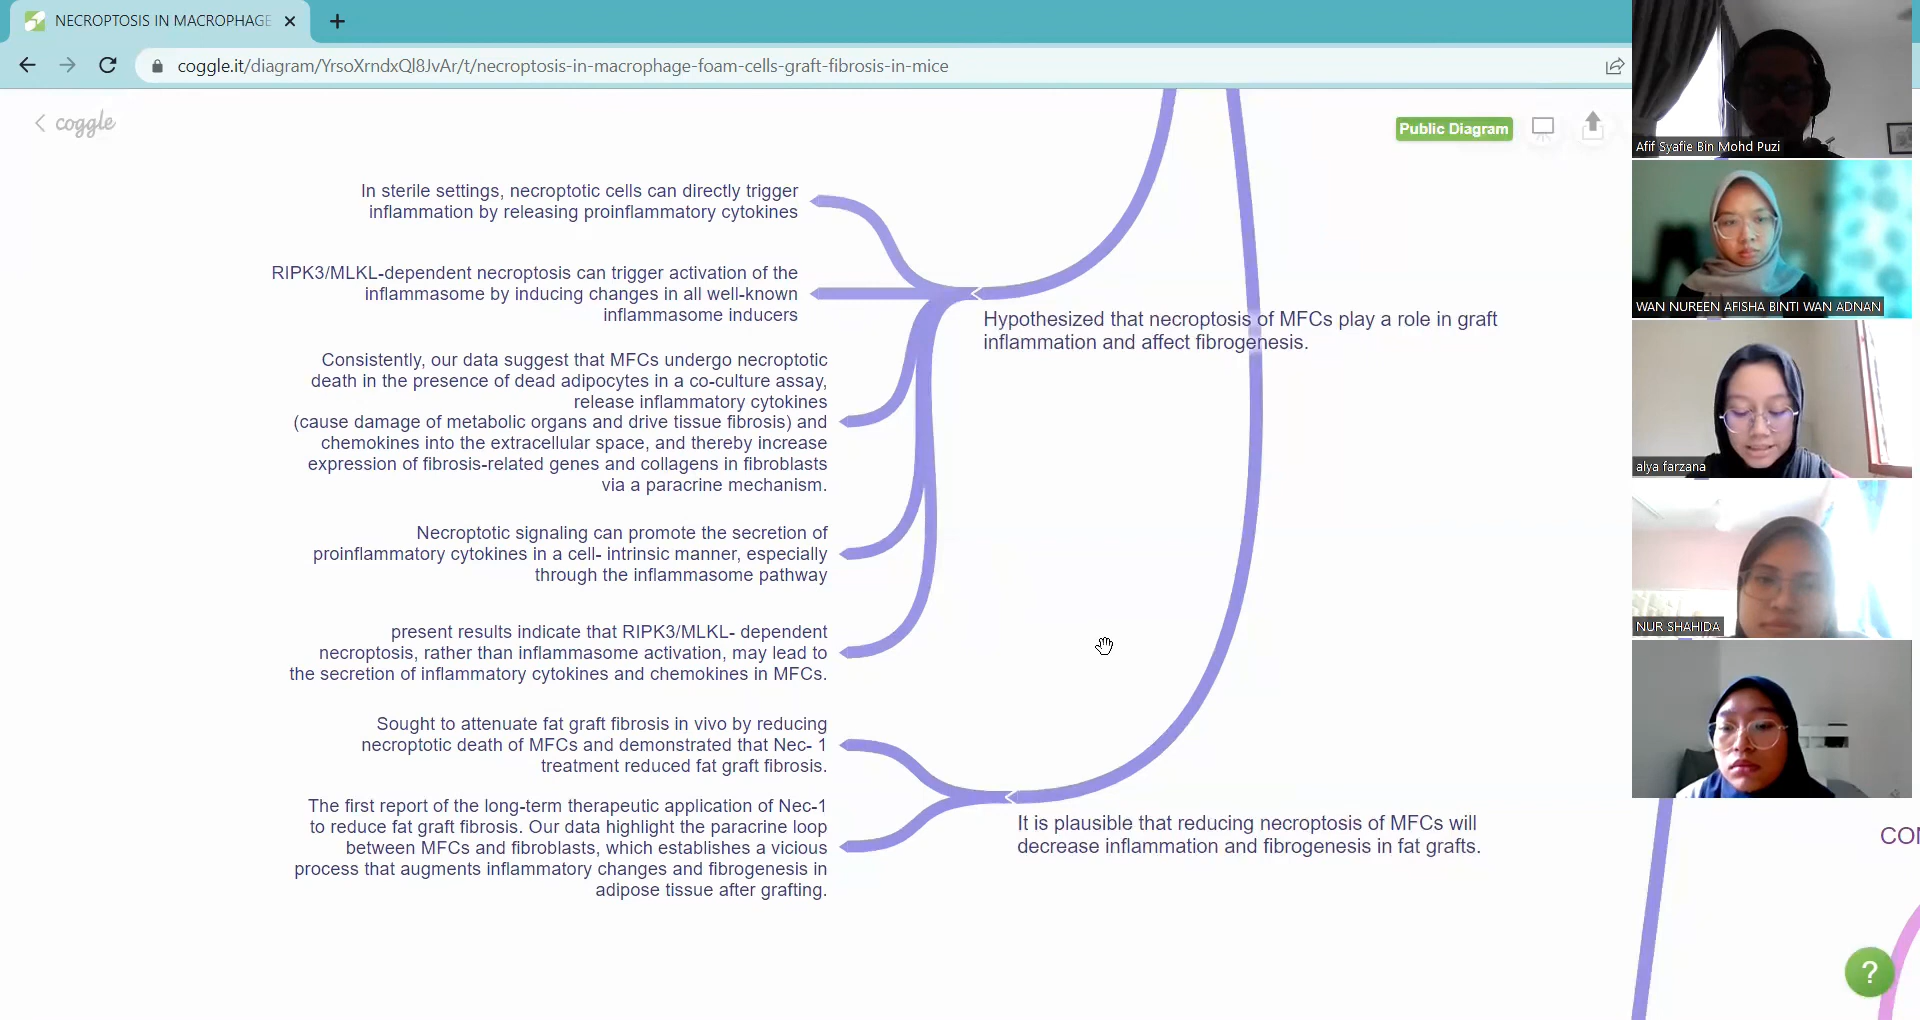 NECROPTOSIS IN MACROPHAGE
coggle.it/diagram/YrsoXrndxQl8JvAr/t/necroptosis-in-macrophage-foam-cells-graft-fibrosis-in-mice
coggle
Public Diagram
In sterile settings, necroptotic cells can directly trigger
inflammation by releasing proinflammatory cytokines
RIPK3/MLKL-dependent necroptosis can trigger activation of the
inflammasome by inducing changes in all well-known
inflammasome inducers
Hypothesized that necroptosis of MFCs play a role in graft
inflammation and affect fibrogenesis.
Consistently, our data suggest that MFCs undergo necroptotic
death in the presence of dead adipocytes in a co-culture assay,
release inflammatory cytokines
(cause damage of metabolic organs and drive tissue fibrosis) and
chemokines into the extracellular space, and thereby increase
expression of fibrosis-related genes and collagens in fibroblasts
via a paracrine mechanism.
Necroptotic signaling can promote the secretion of
proinflammatory cytokines in a cell- intrinsic manner, especially
through the inflammasome pathway
present results indicate that RIPK3/MLKL- dependent
necroptosis, rather than inflammasome activation, may lead to
the secretion of inflammatory cytokines and chemokines in MFCs.
Sought to attenuate fat graft fibrosis in vivo by reducing
necroptotic death of MFCs and demonstrated that Nec- 1
treatment reduced fat graft fibrosis.
The first report of the long-term therapeutic application of Nec-1
to reduce fat graft fibrosis. Our data highlight the paracrine loop
between MFCs and fibroblasts, which establishes a vicious
process that augments inflammatory changes and fibrogenesis in
adipose tissue after grafting.
It is plausible that reducing necroptosis of MFCs will
decrease inflammation and fibrogenesis in fat grafts.
Afif Syafie Bin Mohd Puzi
WAN NUREEN AFISHA BINTI WAN ADNAN
alya farzana
NUR SHAHIDA
?